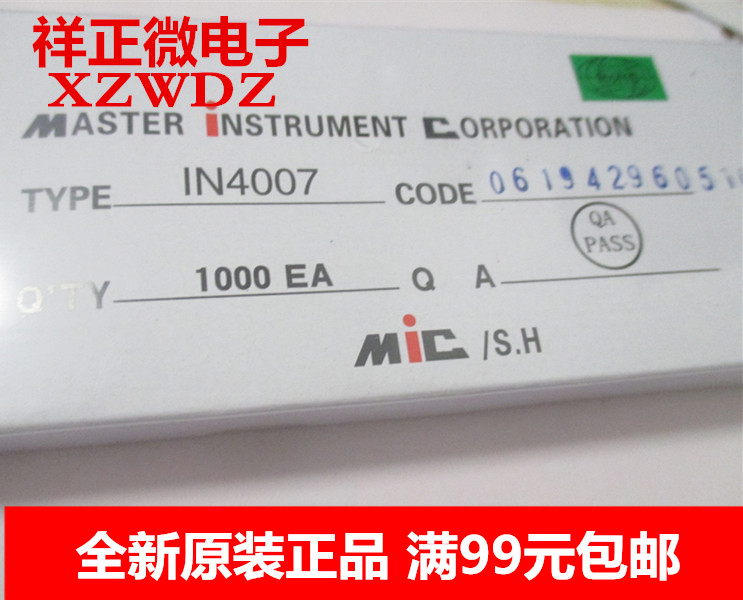 祥正微电子
XZWDZ
MASTER INSTRUMENT CORPORATION
TYPE IN4007 CODE 0619429605
Q'TY 1000 EA Q A
QA
PASS
MIC /S.H
全新原装正品 满99元包邮